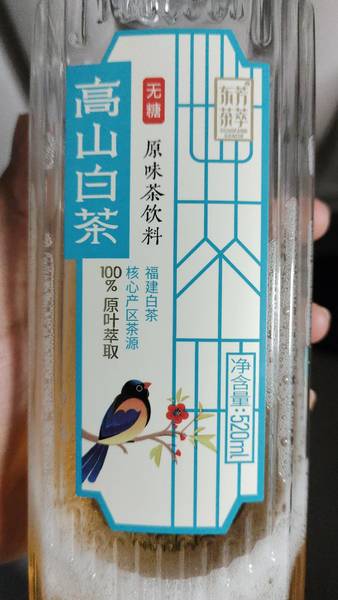 高山白茶
无糖
原味茶饮料
东方
茶萃
福建白茶
核心产区茶源
100%原叶萃取
净含量:520ml